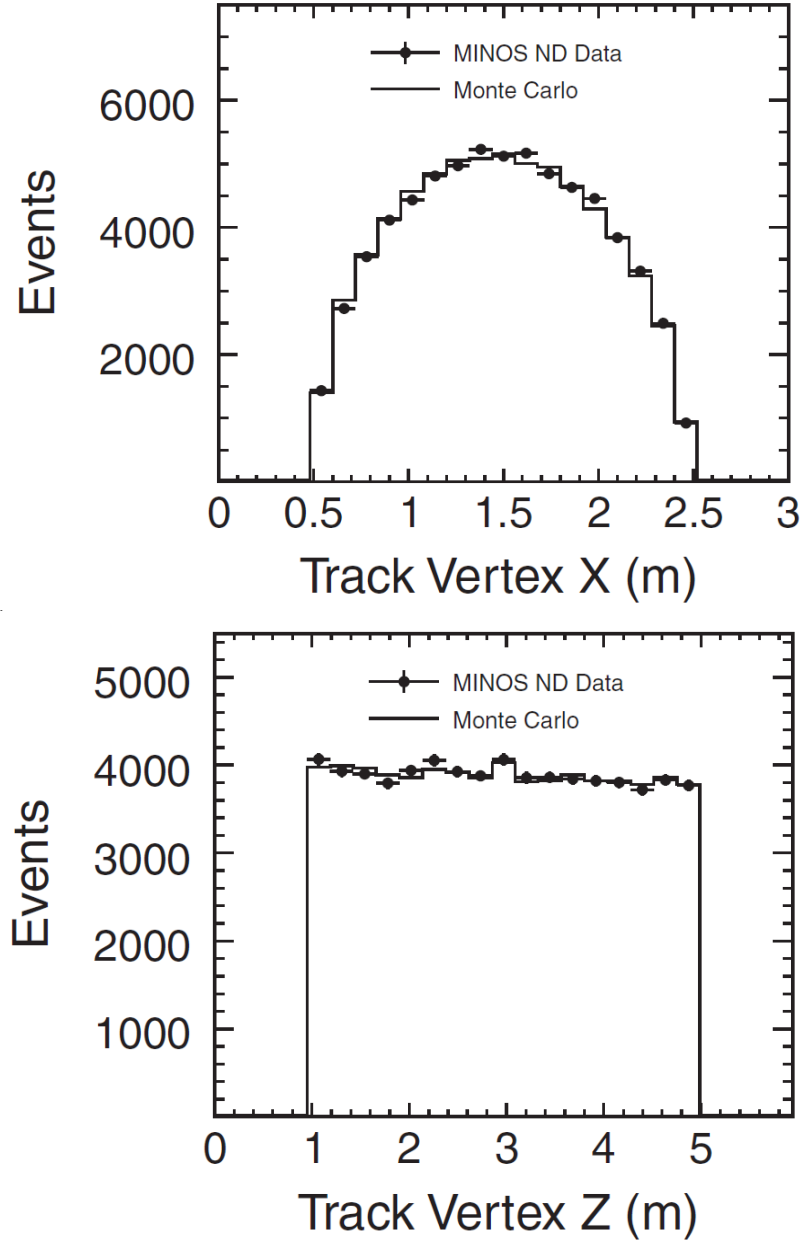 MINOS ND Data
Monte Carlo
6000
4000
2000
Events
0 0.5 1 1.5 2 2.5 3
Track Vertex X (m)
MINOS ND Data
Monte Carlo
5000
4000
3000
2000
1000
Events
0 1 2 3 4 5
Track Vertex Z (m)